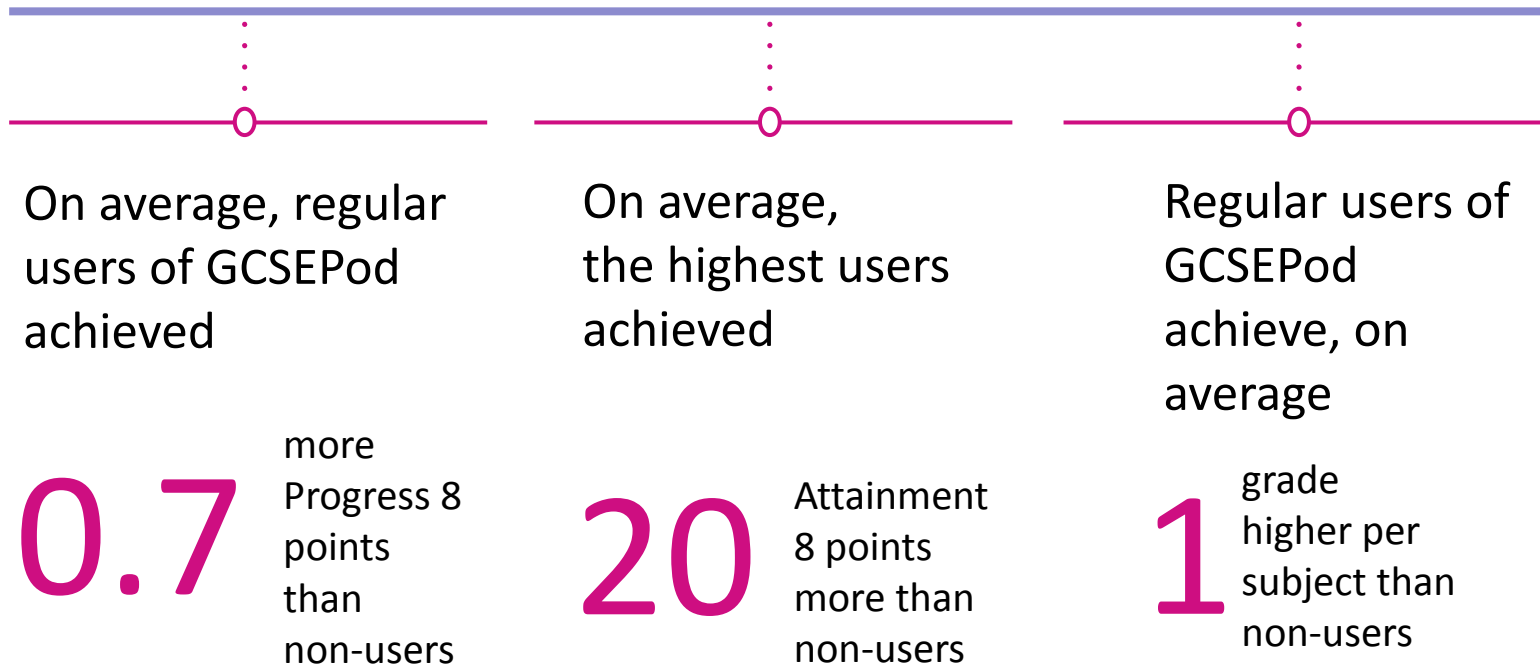 On average, regular
users of GCSEPod
achieved
0.7
more
Progress 8
points
than
non-users
On average,
the highest users
achieved
20
Attainment
8 points
more than
non-users
Regular users of
GCSEPod
achieve, on
average
1
grade
higher per
subject than
non-users